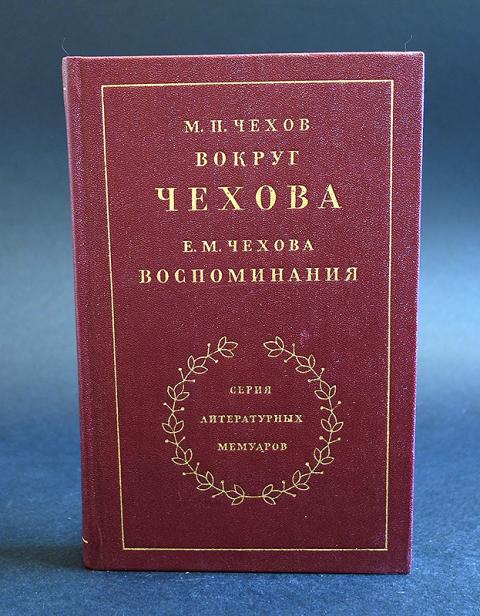 М. П. ЧЕХОВ
ВОКРУГ
ЧЕХОВА
Е. М. ЧЕХОВА
ВОСПОМИНАНИЯ
СЕРИЯ
ЛИТЕРАТУРНЫХ
МЕМУАРОВ